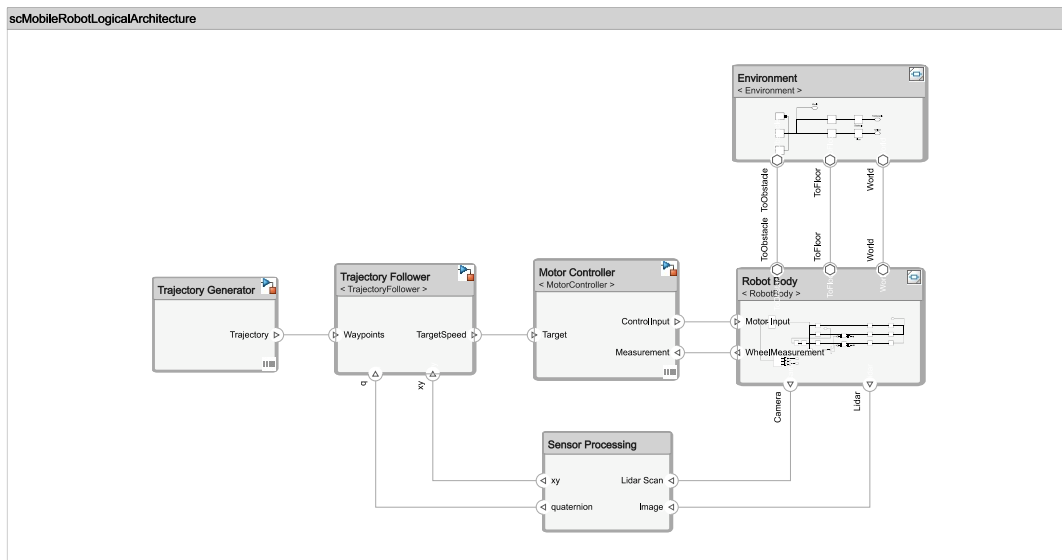 scMobileRobotLogicalArchitecture
Environment
< Environment >
ToObstacle
ToFloor
World
ToObstacle
ToFloor
World
Trajectory Generator
Trajectory
Trajectory Follower
< TrajectoryFollower >
Waypoints
TargetSpeed
q
xy
Motor Controller
< MotorController >
Target
ControlInput
Measurement
Robot Body
< RobotBody >
ToFloor
World
Motor Input
WheelMeasurement
Camera
Lidar
Sensor Processing
xy
Lidar Scan
quaternion
Image